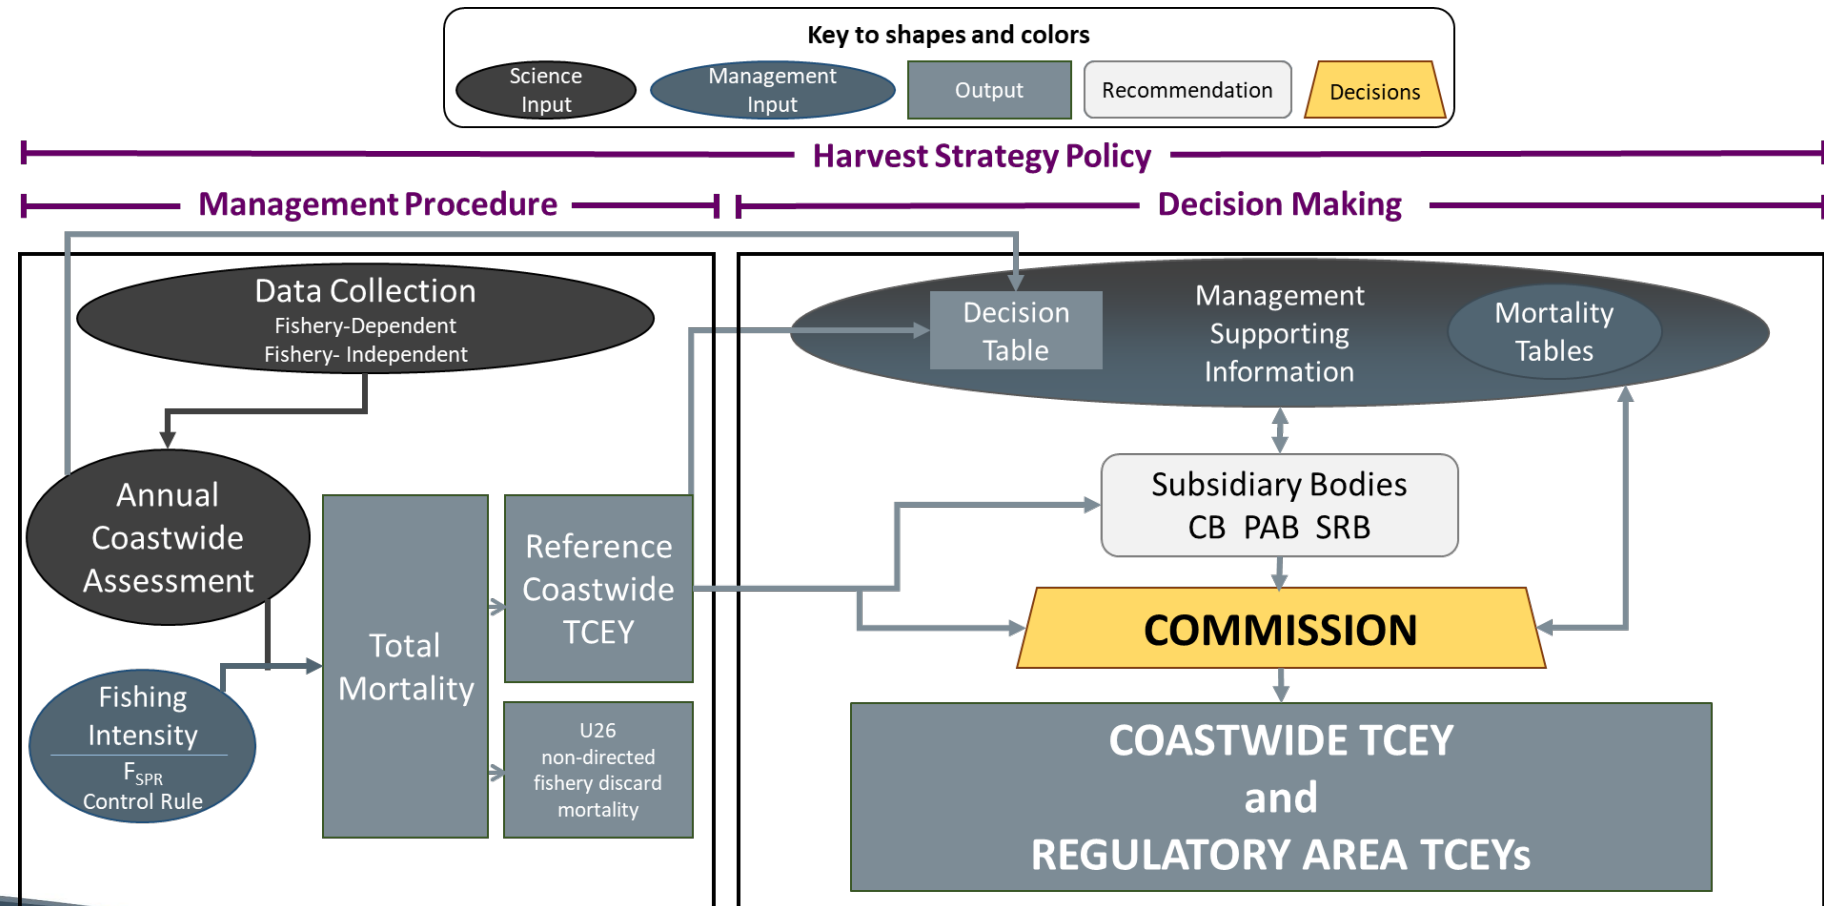 Key to shapes and colors
Science
Input
Management
Input
Output
Recommendation
Decisions
Harvest Strategy Policy
Management Procedure
Decision Making
Data Collection
Fishery-Dependent
Fishery- Independent
Annual
Coastwide
Assessment
Fishing
Intensity
FSPR
Control Rule
Total
Mortality
Reference
Coastwide
TCEY
U26
non-directed
fishery discard
mortality
Decision
Table
Management
Supporting
Information
Mortality
Tables
Subsidiary Bodies
CB PAB SRB
COMMISSION
COASTWIDE TCEY
and
REGULATORY AREA TCEYs